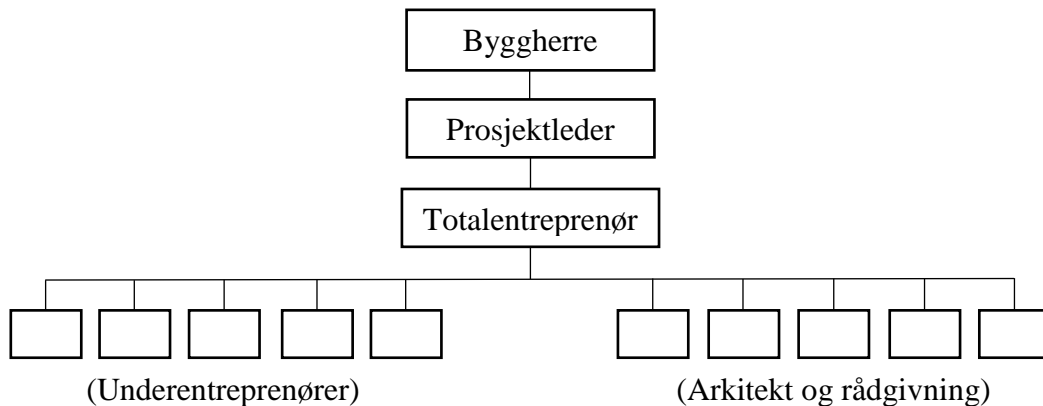 Byggherre
Prosjektleder
Totalentreprenør
(Underentreprenører)
(Arkitekt og rådgivning)